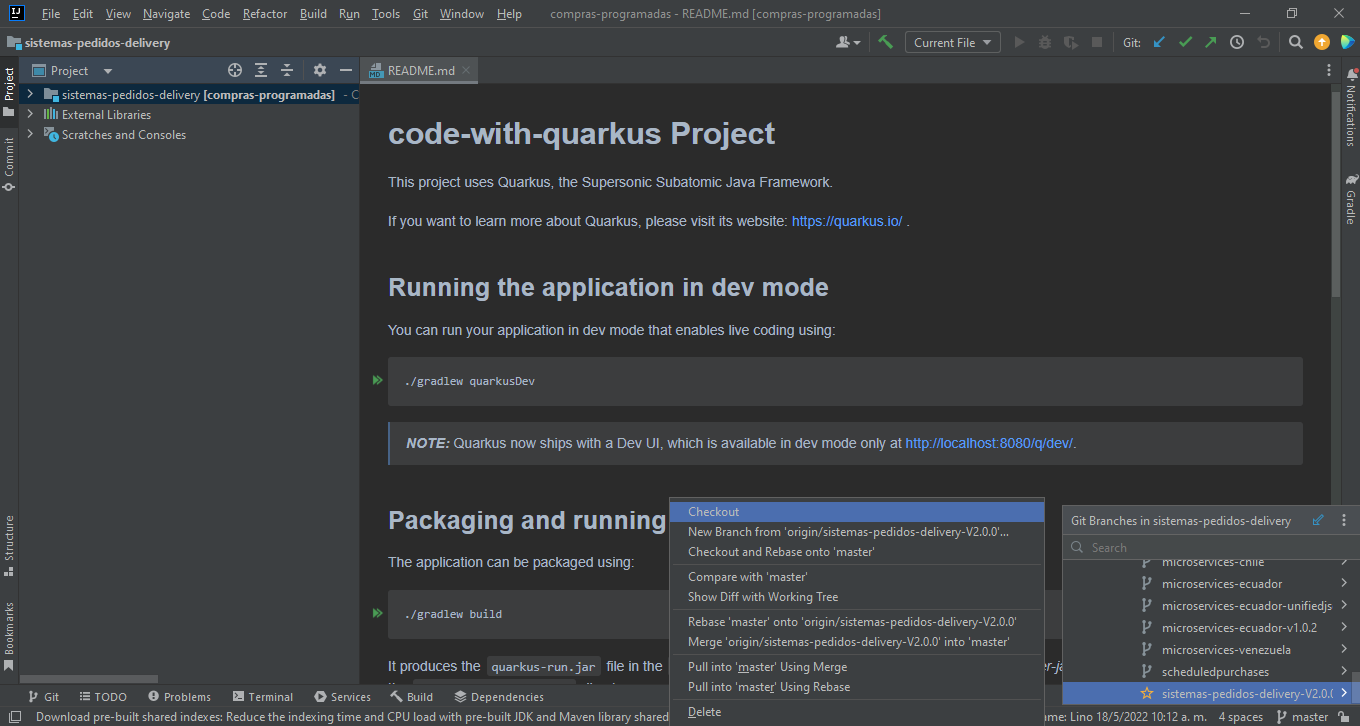 File Edit View Navigate Code Refactor Build Run Tools Git Window Help compras-programadas - README.md [compras-programadas]
sistemas-pedidos-delivery
Current File
Git:
Project
README.md
Project
Commit
Structure
Bookmarks
sistemas-pedidos-delivery [compras-programadas] - C
External Libraries
Scratches and Consoles
code-with-quarkus Project
This project uses Quarkus, the Supersonic Subatomic Java Framework.
If you want to learn more about Quarkus, please visit its website: https://quarkus.io/ .
Running the application in dev mode
You can run your application in dev mode that enables live coding using:
./gradlew quarkusDev
NOTE: Quarkus now ships with a Dev UI, which is available in dev mode only at http://localhost:8080/q/dev/.
Packaging and running
The application can be packaged using:
./gradlew build
It produces the quarkus-run.jar file in the
Notifications
Gradle
Checkout
New Branch from 'origin/sistemas-pedidos-delivery-V2.0.0'...
Checkout and Rebase onto 'master'
Compare with 'master'
Show Diff with Working Tree
Rebase 'master' onto 'origin/sistemas-pedidos-delivery-V2.0.0'
Merge 'origin/sistemas-pedidos-delivery-V2.0.0' into 'master'
Pull into 'master' Using Merge
Pull into 'master' Using Rebase
Delete
Git Branches in sistemas-pedidos-delivery
Search
microservices-chile
microservices-ecuador
microservices-ecuador-unifiedjs
microservices-ecuador-v1.0.2
microservices-venezuela
scheduledpurchases
sistemas-pedidos-delivery-V2.0.0
Git TODO Problems Terminal Services Build Dependencies
Download pre-built shared indexes: Reduce the indexing time and CPU load with pre-built JDK and Maven library shared
ame: Lino 18/5/2022 10:12 a. m. 4 spaces master